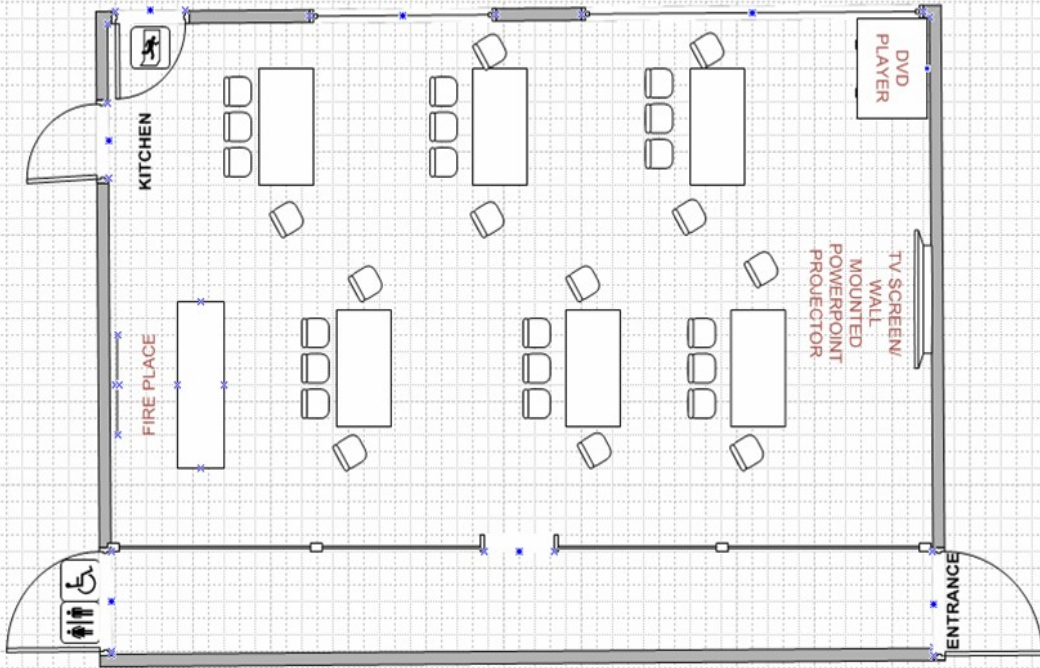 DVD
PLAYER
KITCHEN
TV SCREEN/
WALL
MOUNTED
POWERPOINT
PROJECTOR
FIRE PLACE
ENTRANCE